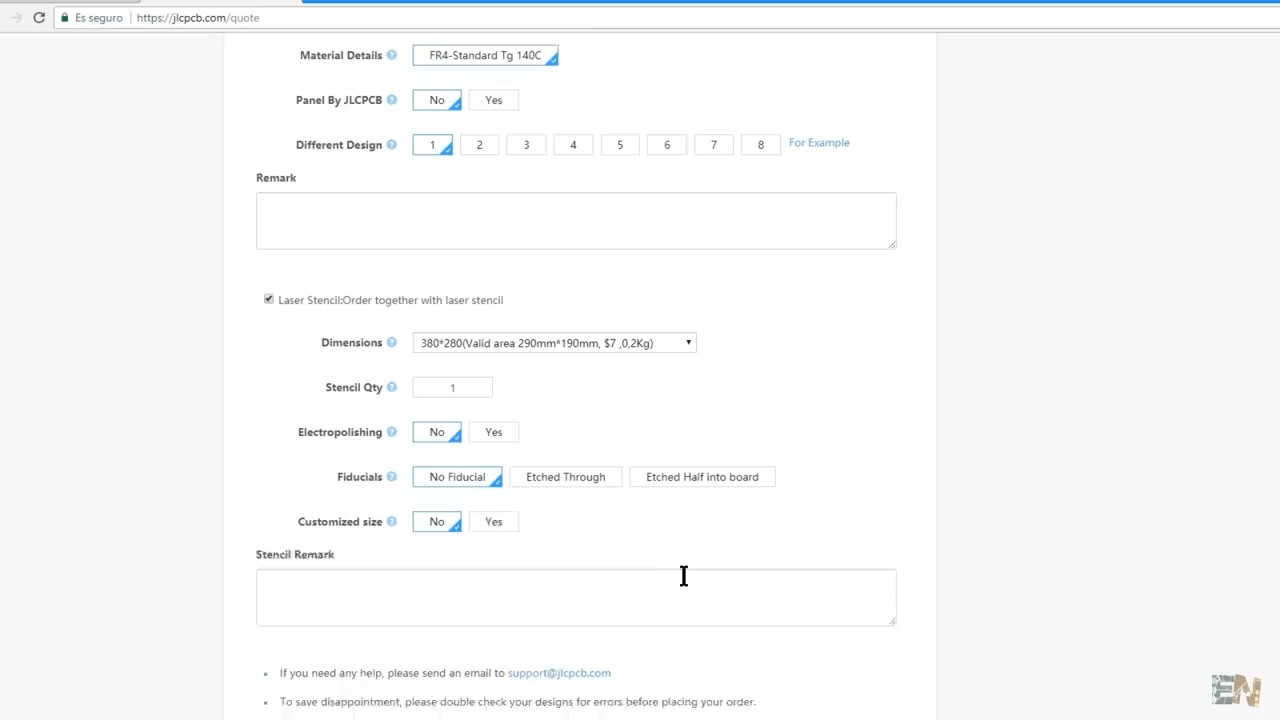 Es seguro https://jlcpcb.com/quote
Material Details ? FR4-Standard Tg 140C
Panel By JLCPCB ? No Yes
Different Design ? 1 2 3 4 5 6 7 8 For Example
Remark
Laser Stencil:Order together with laser stencil
Dimensions ? 380*280(Valid area 290mm*190mm, $7 ,0,2Kg)
Stencil Qty ? 1
Electropolishing ? No Yes
Fiducials ? No Fiducial Etched Through Etched Half into board
Customized size ? No Yes
Stencil Remark
If you need any help, please send an email to support@jlcpcb.com
To save disappointment, please double check your designs for errors before placing your order.
EN